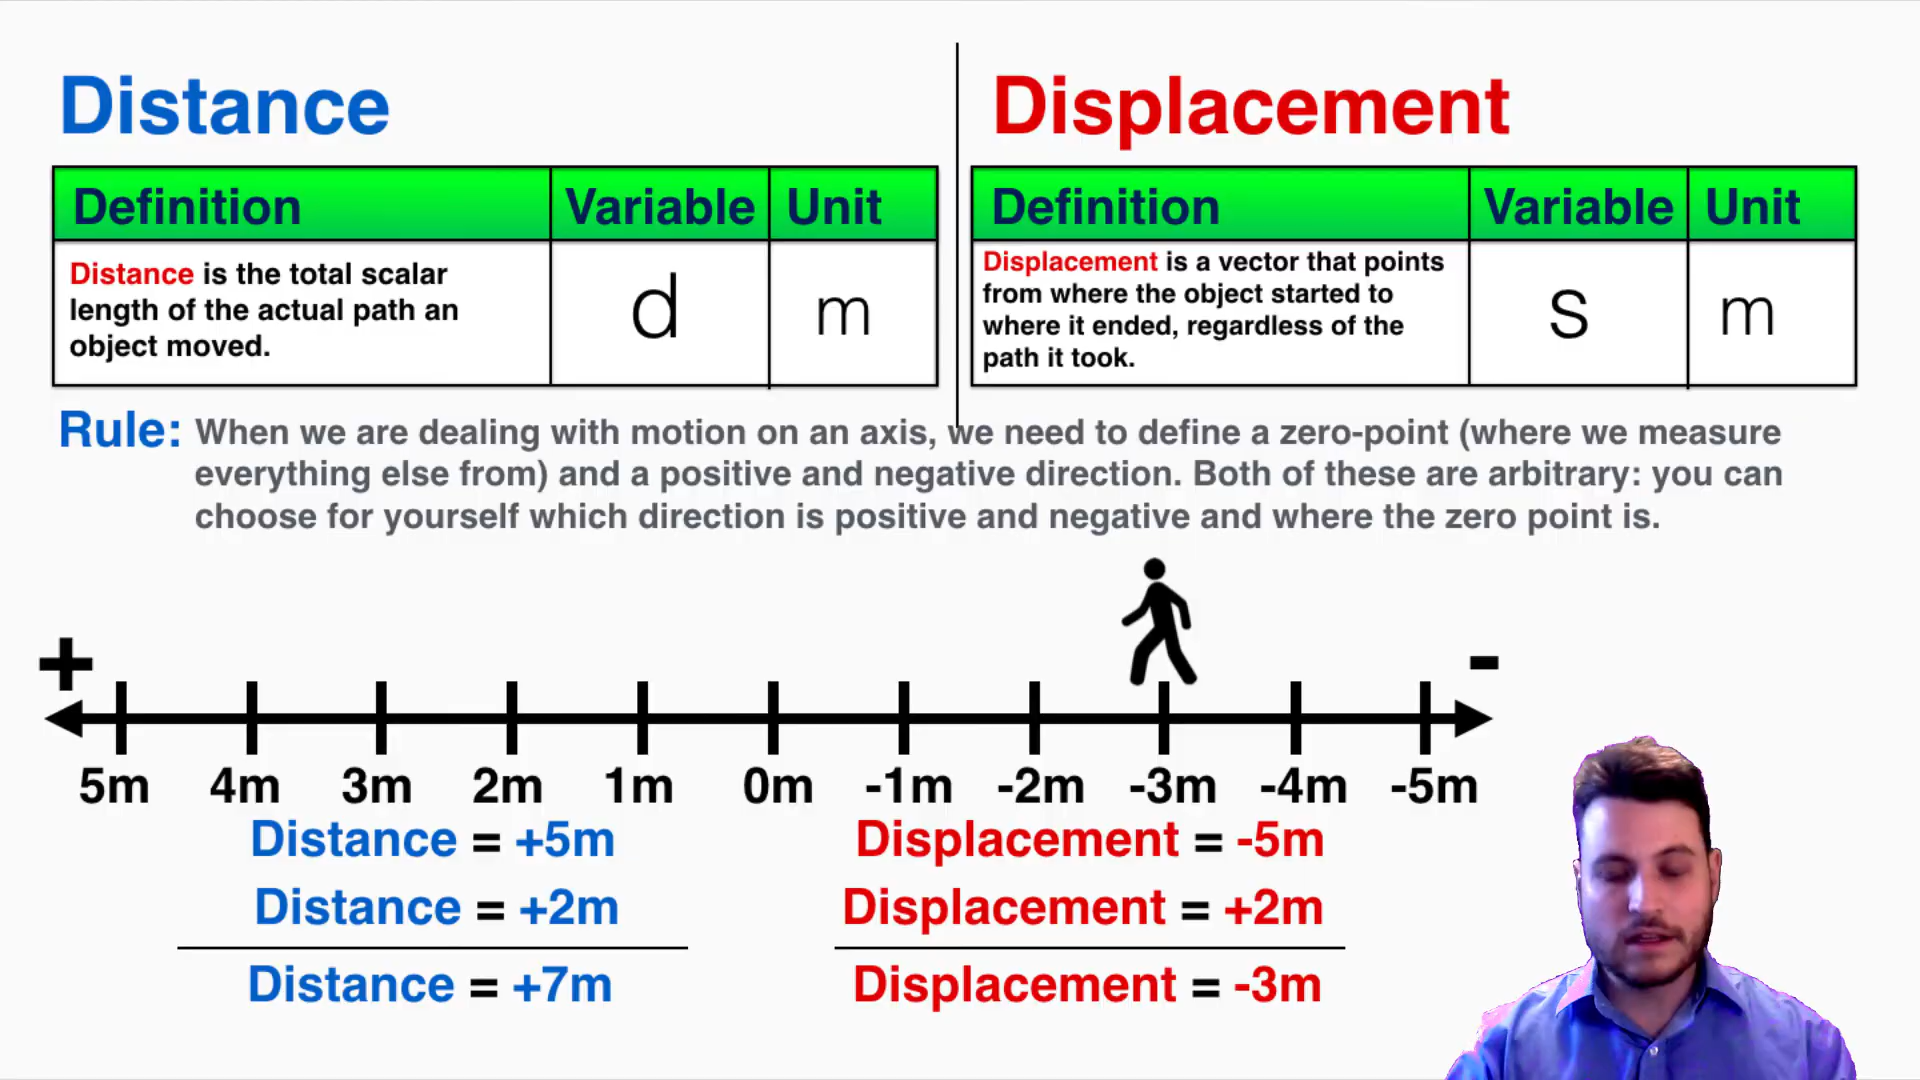 Distance
Definition Variable Unit
Distance is the total scalar
length of the actual path an
object moved.
d
m
Displacement
Definition Variable Unit
Displacement is a vector that points
from where the object started to
where it ended, regardless of the
path it took.
s
m
Rule: When we are dealing with motion on an axis, we need to define a zero-point (where we measure
everything else from) and a positive and negative direction. Both of these are arbitrary: you can
choose for yourself which direction is positive and negative and where the zero point is.
+ -
5m 4m 3m 2m 1m 0m -1m -2m -3m -4m -5m
Distance = +5m
Distance = +2m
Distance = +7m
Displacement = -5m
Displacement = +2m
Displacement = -3m